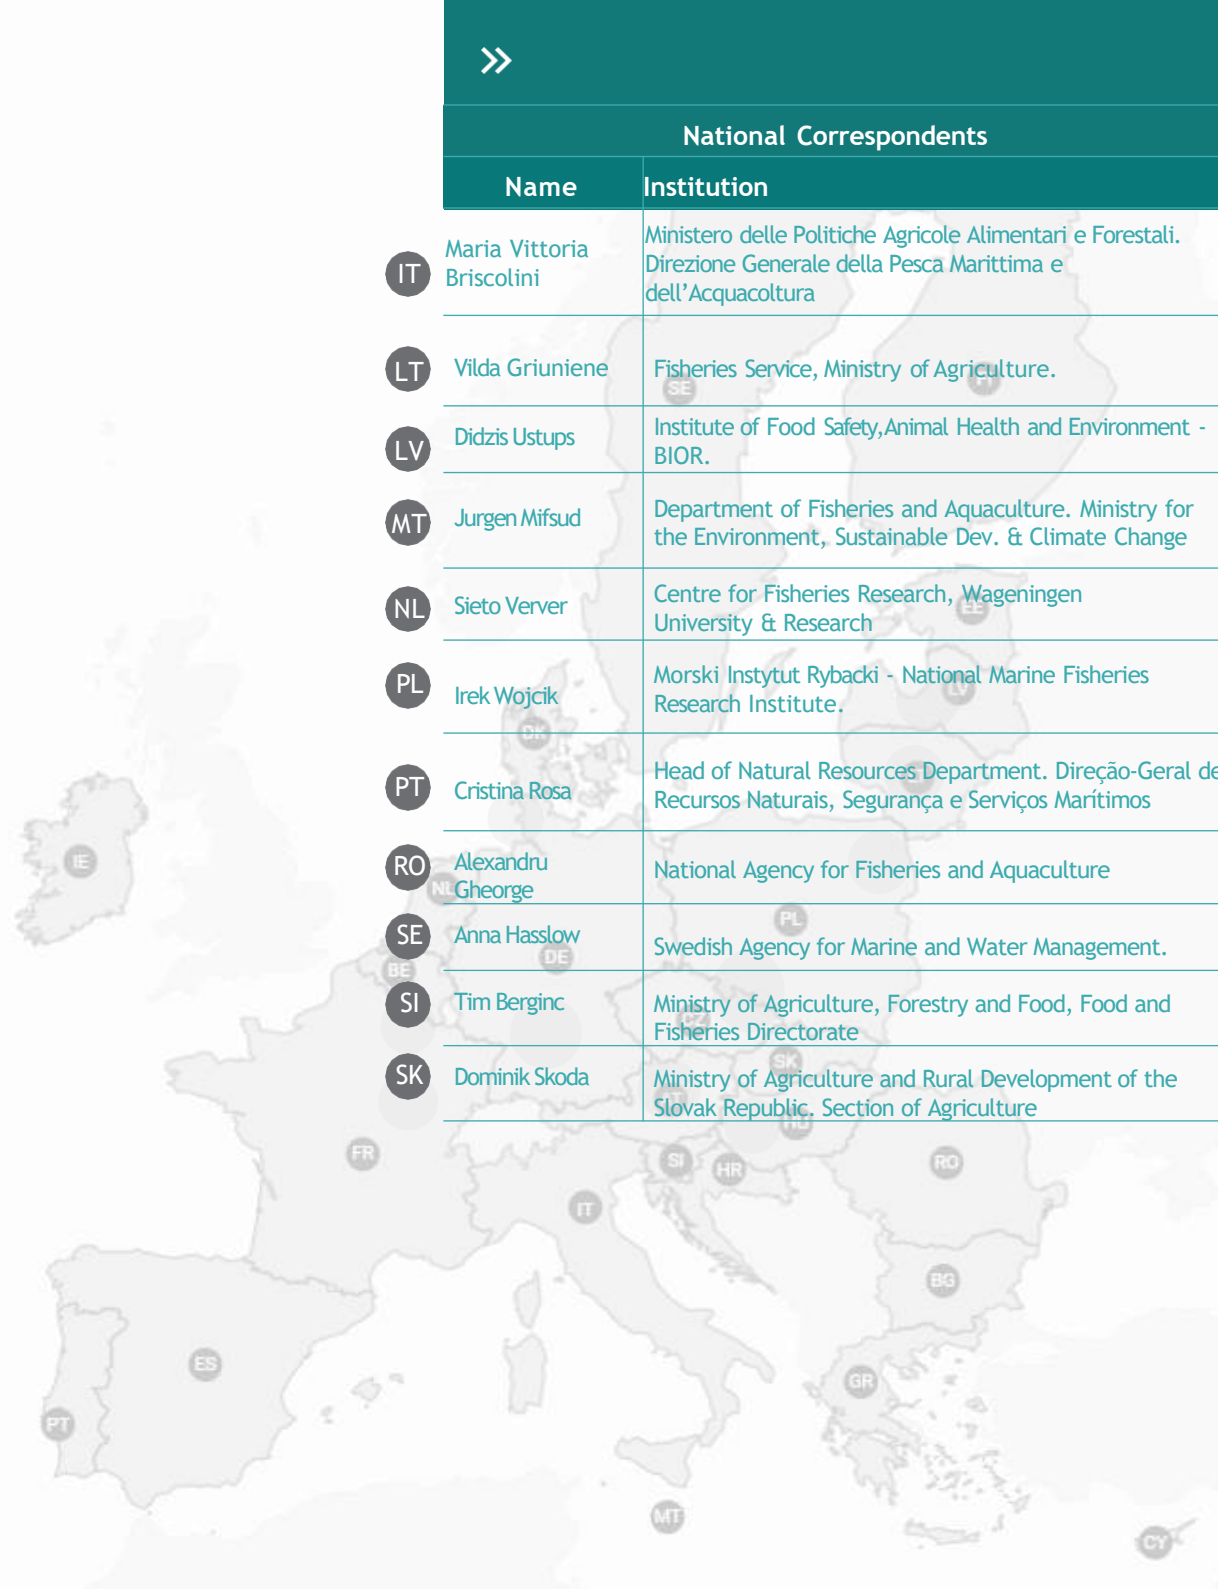 National Correspondents
Name Institution
IT
Maria Vittoria
Briscolini
Ministero delle Politiche Agricole Alimentari e Forestali.
Direzione Generale della Pesca Marittima e
dell’Acquacoltura
LT
Vilda Griuniene
Fisheries Service, Ministry of Agriculture.
LV
Didzis Ustups
Institute of Food Safety,Animal Health and Environment -
BIOR.
MT
Jurgen Mifsud
Department of Fisheries and Aquaculture. Ministry for
the Environment, Sustainable Dev. & Climate Change
NL
Sieto Verver
Centre for Fisheries Research, Wageningen
University & Research
PL
Irek Wojcik
Morski Instytut Rybacki - National Marine Fisheries
Research Institute.
PT
Cristina Rosa
Head of Natural Resources Department. Direção-Geral de
Recursos Naturais, Segurança e Serviços Marítimos
RO
Alexandru
Gheorge
National Agency for Fisheries and Aquaculture
SE
Anna Hasslow
Swedish Agency for Marine and Water Management.
SI
Tim Berginc
Ministry of Agriculture, Forestry and Food, Food and
Fisheries Directorate
SK
Dominik Skoda
Ministry of Agriculture and Rural Development of the
Slovak Republic. Section of Agriculture
SE
EE
LV
DK
IE
NL
PL
DE
BE
CZ
SK
HU
FR
SI
HR
RO
IT
BG
ES
GR
PT
MT
CY